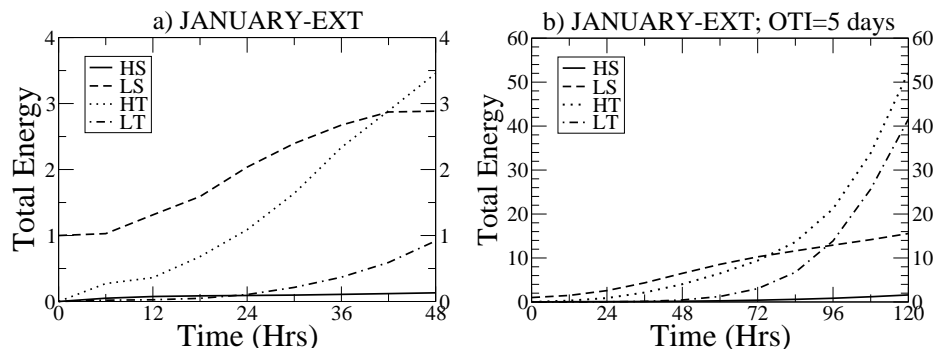 a) JANUARY-EXT
4
3
2
1
0
4
3
2
1
0
HS
LS
HT
LT
Total Energy
0
12
24
36
48
Time (Hrs)
b) JANUARY-EXT; OTI=5 days
60
50
40
30
20
10
0
60
50
40
30
20
10
0
HS
LS
HT
LT
Total Energy
0
24
48
72
96
120
Time (Hrs)